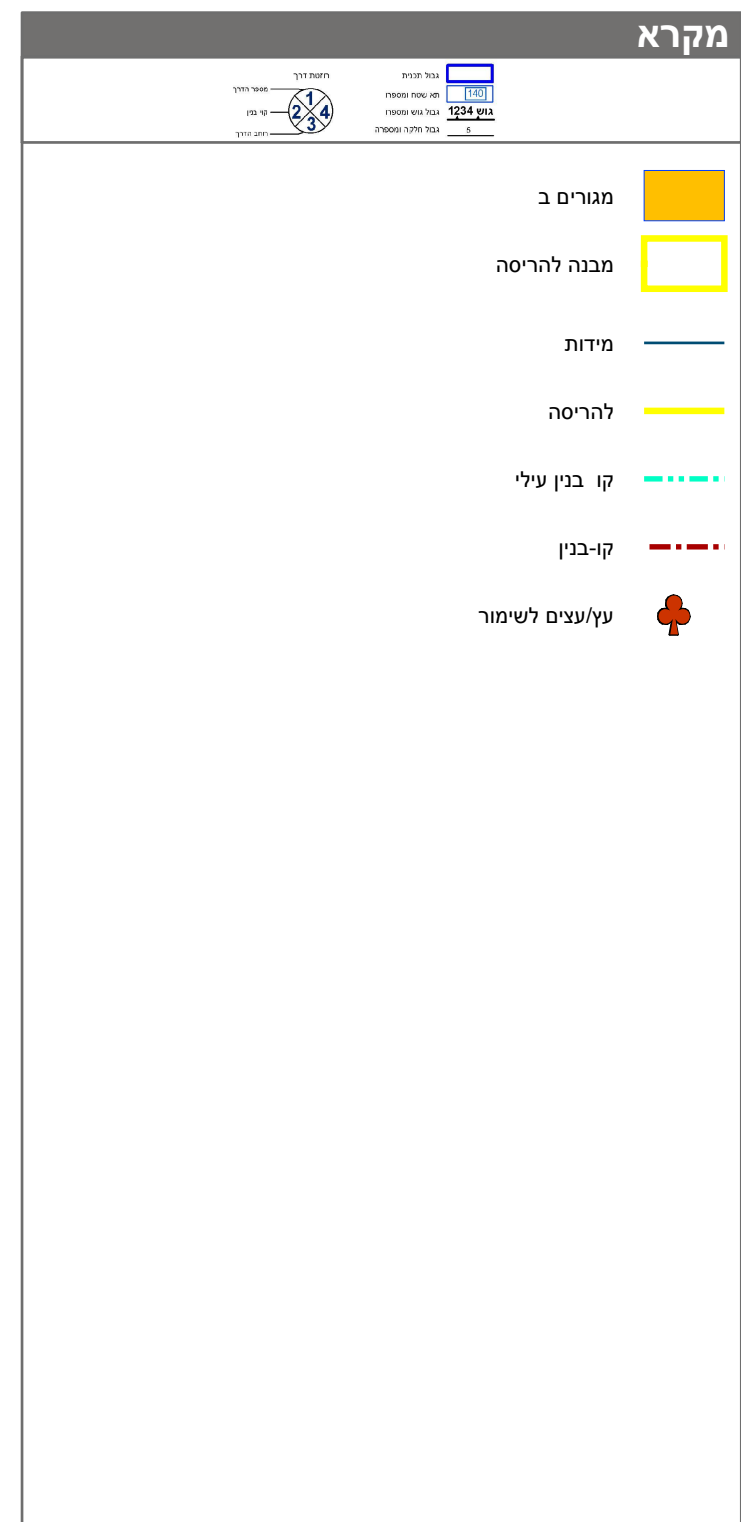 מקרא
גבול תכנית
תא שטח ומספרו 140
גבול גוש ומספרו גוש 1234
גבול חלקה ומספרה 5
רוזטת דרך
מספר הדרך
קוי בנין
רוחב הדרך
1
2 4
3
מגורים ב
מבנה להריסה
מידות
להריסה
קו בנין עילי
קו-בנין
עץ/עצים לשימור